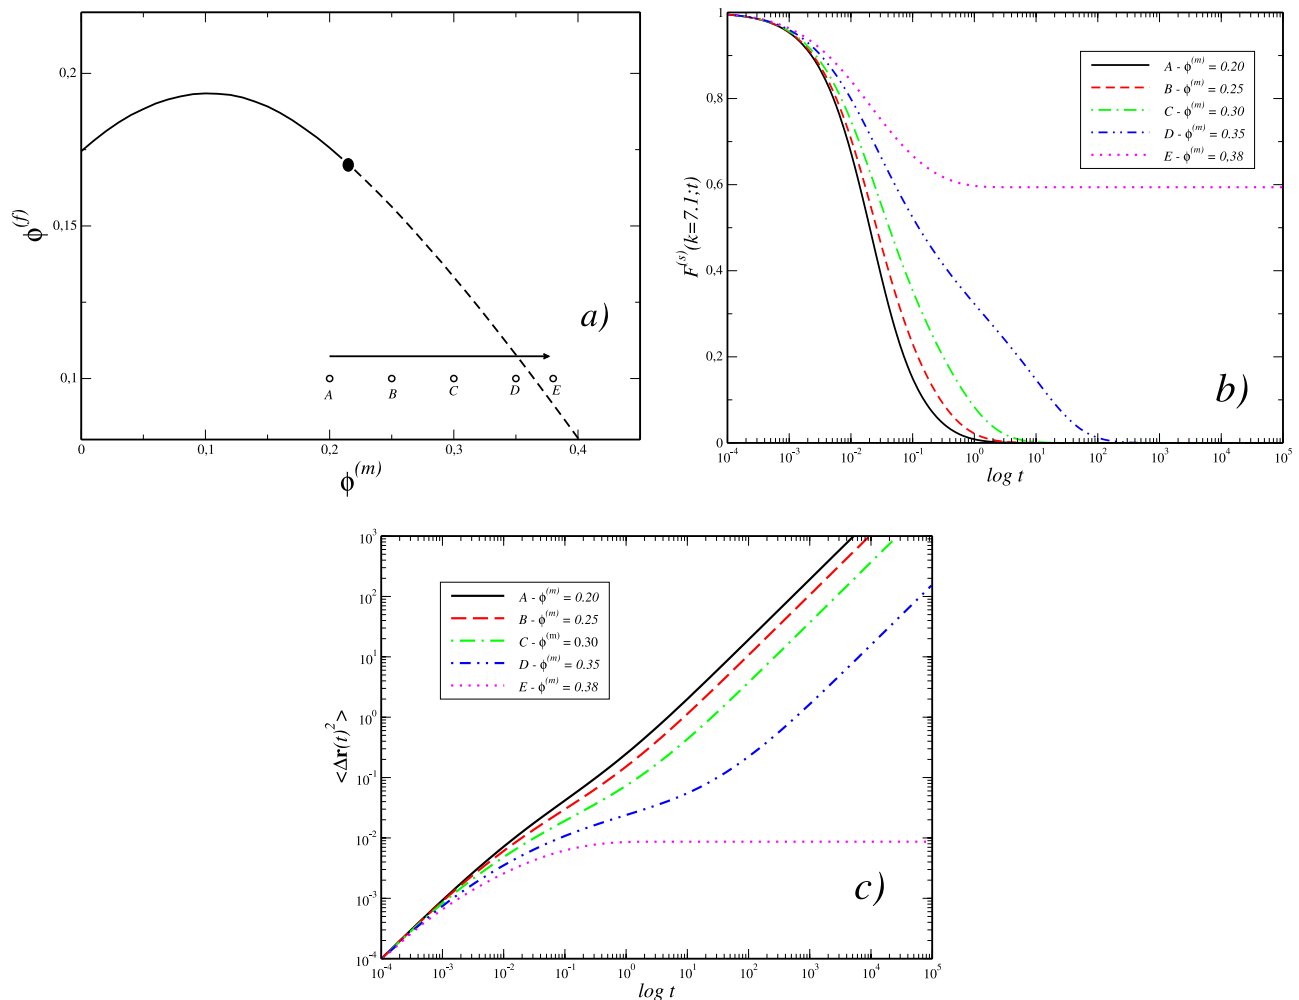 0,2
0,15
0,1
ϕ^(f)
0
0,1
0,2
0,3
0,4
ϕ^(m)
A
B
C
D
E
a)
1
0,8
0,6
0,4
0,2
0
F^(s)(k=7.1;t)
A - ϕ^(m) = 0.20
B - ϕ^(m) = 0.25
C - ϕ^(m) = 0.30
D - ϕ^(m) = 0.35
E - ϕ^(m) = 0,38
b)
10^-4
10^-3
10^-2
10^-1
10^0
10^1
10^2
10^3
10^4
10^5
log t
10^3
10^2
10^1
10^0
10^-1
10^-2
10^-3
10^-4
<Δr(t)^2>
A - ϕ^(m) = 0.20
B - ϕ^(m) = 0.25
C - ϕ^(m) = 0.30
D - ϕ^(m) = 0.35
E - ϕ^(m) = 0.38
c)
10^-4
10^-3
10^-2
10^-1
10^0
10^1
10^2
10^3
10^4
10^5
log t